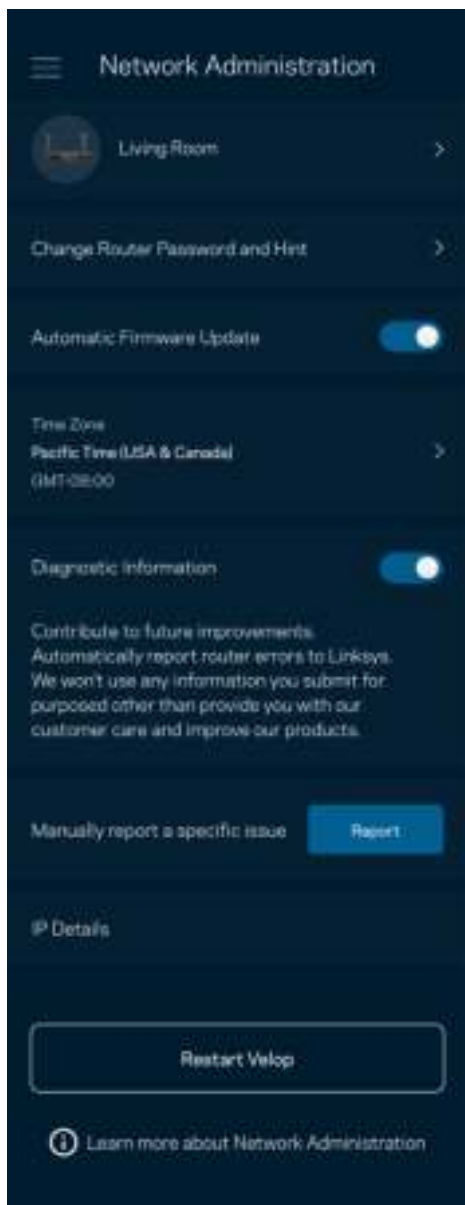 Network Administration
Living Room
Change Router Password and Hint
Automatic Firmware Update
Time Zone
Pacific Time (USA & Canada)
GMT-08:00
Diagnostic Information
Contribute to future improvements.
Automatically report router errors to Linksys.
We won't use any information you submit for
purposed other than provide you with our
customer care and improve our products.
Manually report a specific issue
Report
IP Details
Restart Velop
Learn more about Network Administration